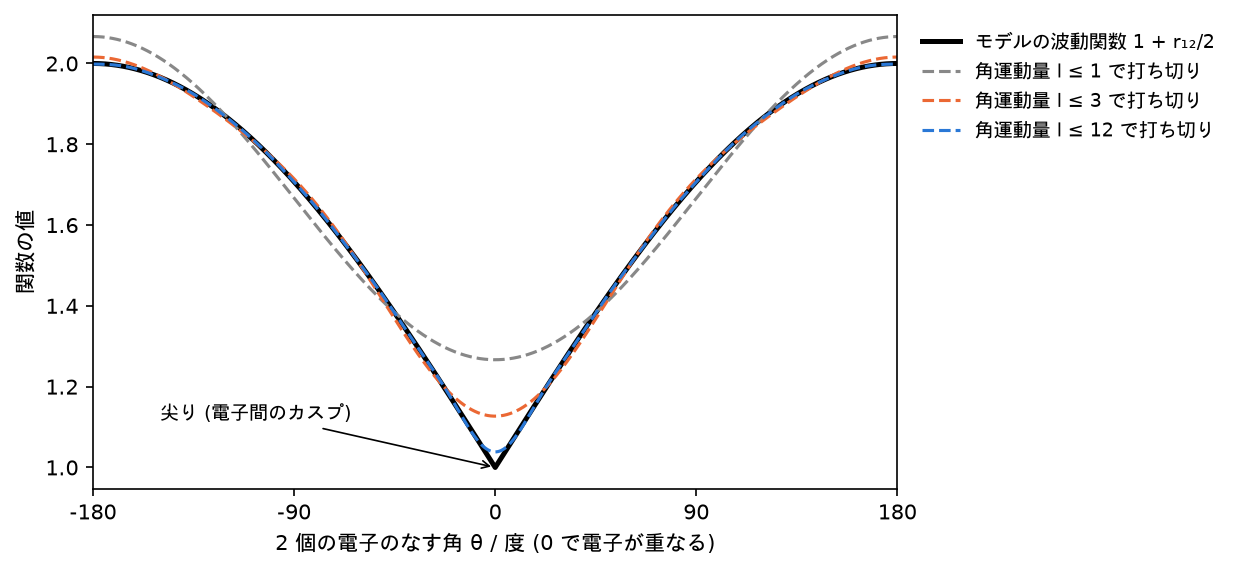 モデルの波動関数 1 + r₁₂/2
角運動量 l ≤ 1 で打ち切り
角運動量 l ≤ 3 で打ち切り
角運動量 l ≤ 12 で打ち切り
関数の値
2.0
1.8
1.6
1.4
1.2
1.0
尖り (電子間のカスプ)
-180
-90
0
90
180
2 個の電子のなす角 θ / 度 (0 で電子が重なる)